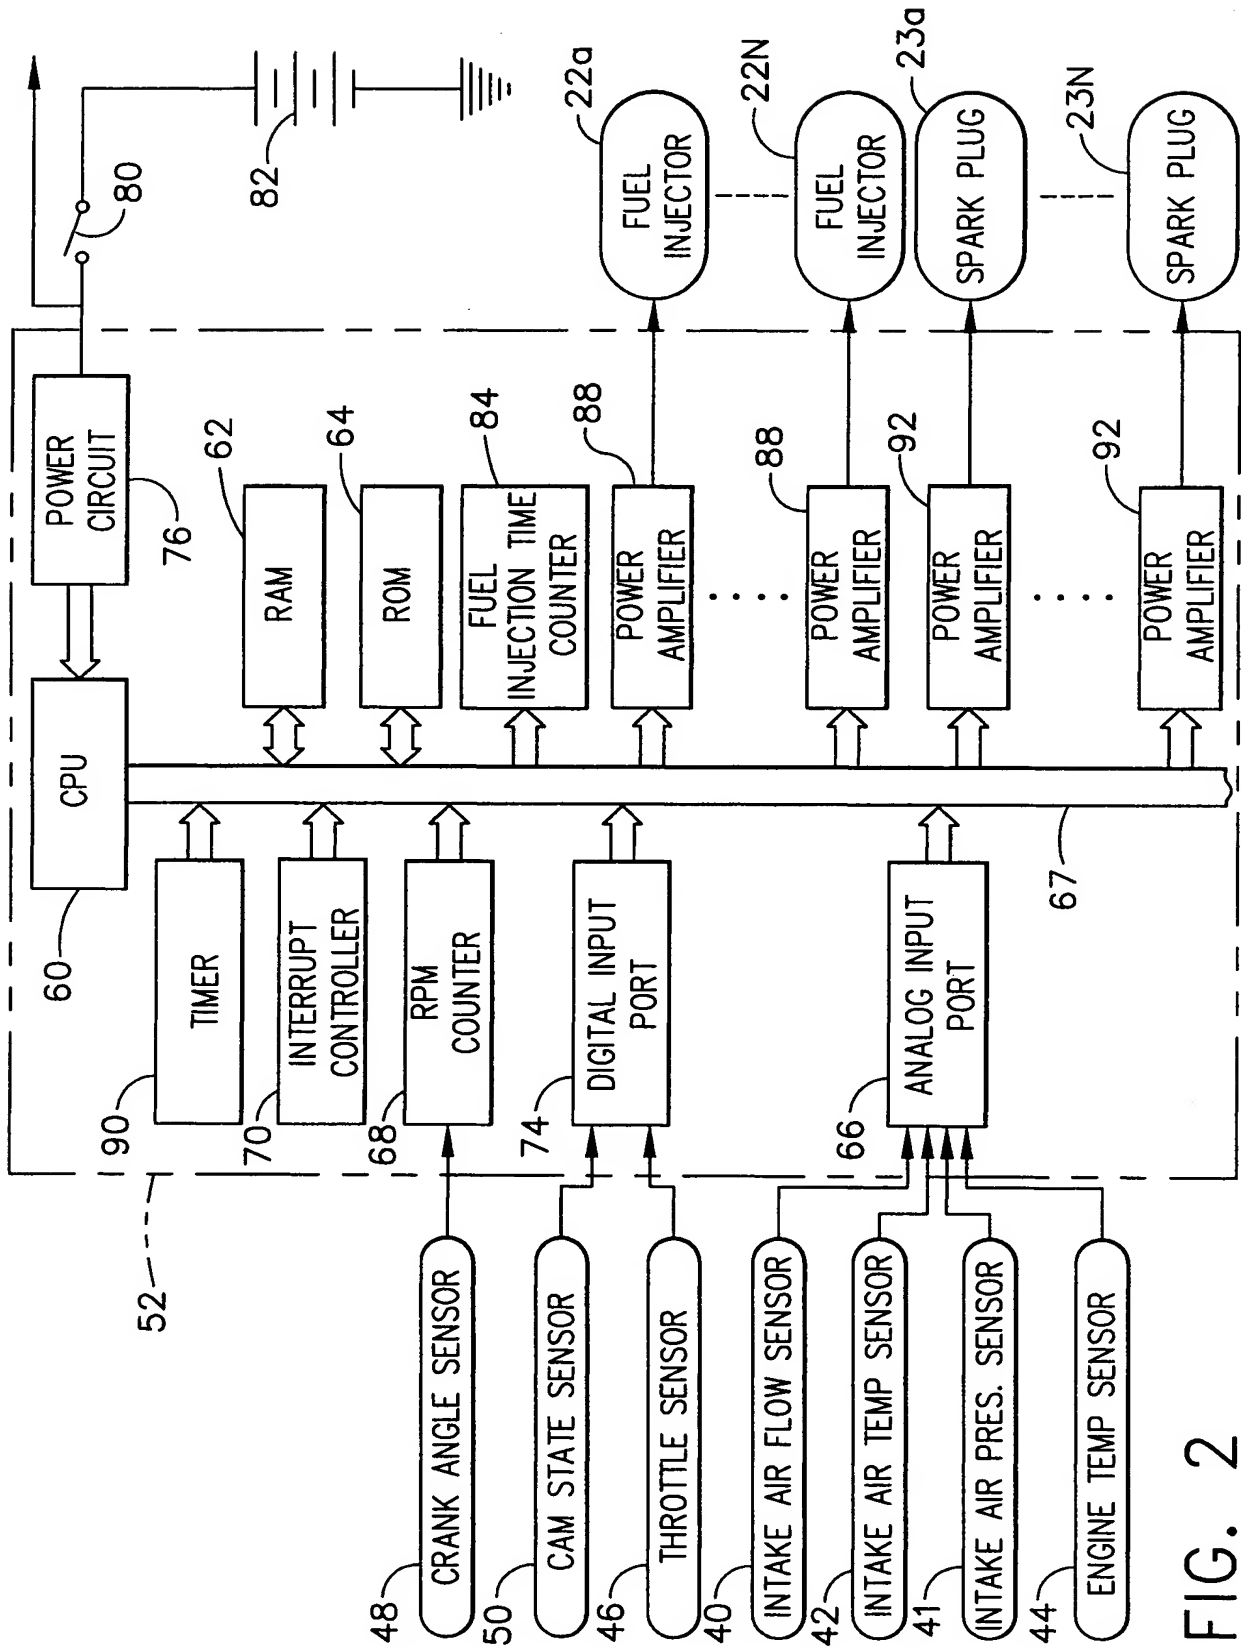 52
60
CPU
76
POWER
CIRCUIT
80
82
90
TIMER
62
RAM
70
INTERRUPT
CONTROLLER
64
ROM
48
CRANK ANGLE SENSOR
68
RPM
COUNTER
84
FUEL
INJECTION TIME
COUNTER
50
CAM STATE SENSOR
46
THROTTLE SENSOR
74
DIGITAL INPUT
PORT
88
POWER
AMPLIFIER
22a
FUEL
INJECTOR
88
POWER
AMPLIFIER
22N
FUEL
INJECTOR
40
INTAKE AIR FLOW SENSOR
42
INTAKE AIR TEMP SENSOR
41
INTAKE AIR PRES. SENSOR
44
ENGINE TEMP SENSOR
66
ANALOG INPUT
PORT
67
92
POWER
AMPLIFIER
23a
SPARK PLUG
92
POWER
AMPLIFIER
23N
SPARK PLUG
FIG. 2